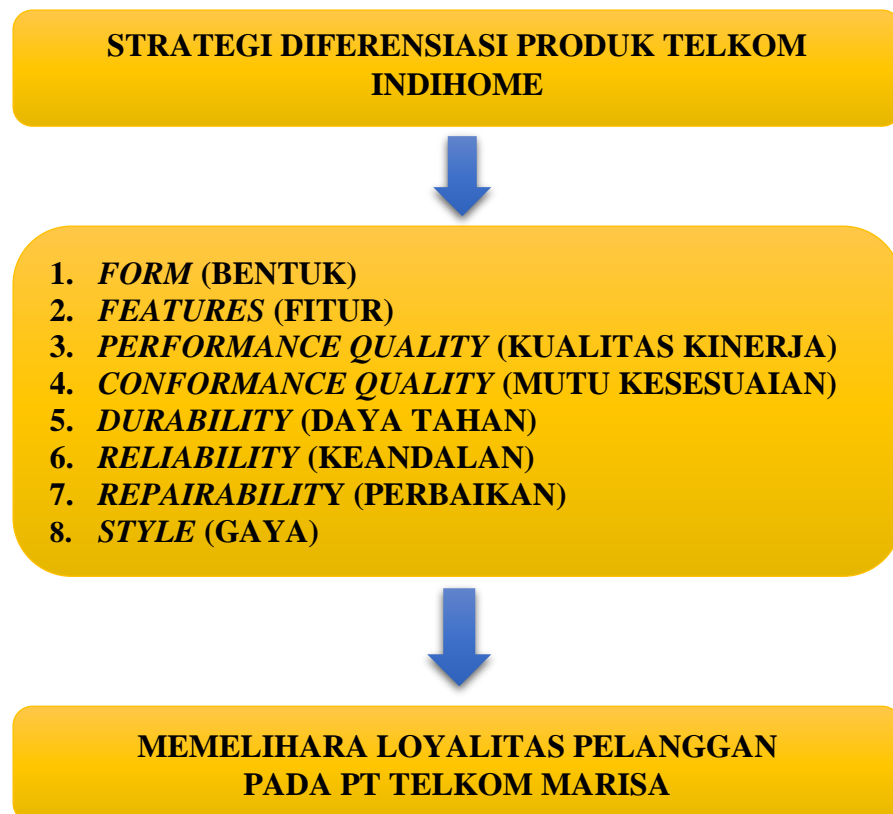 STRATEGI DIFERENSIASI PRODUK TELKOM
INDIHOME
1. FORM (BENTUK)
2. FEATURES (FITUR)
3. PERFORMANCE QUALITY (KUALITAS KINERJA)
4. CONFORMANCE QUALITY (MUTU KESESUAIAN)
5. DURABILITY (DAYA TAHAN)
6. RELIABILITY (KEANDALAN)
7. REPAIRABILITY (PERBAIKAN)
8. STYLE (GAYA)
MEMELIHARA LOYALITAS PELANGGAN
PADA PT TELKOM MARISA